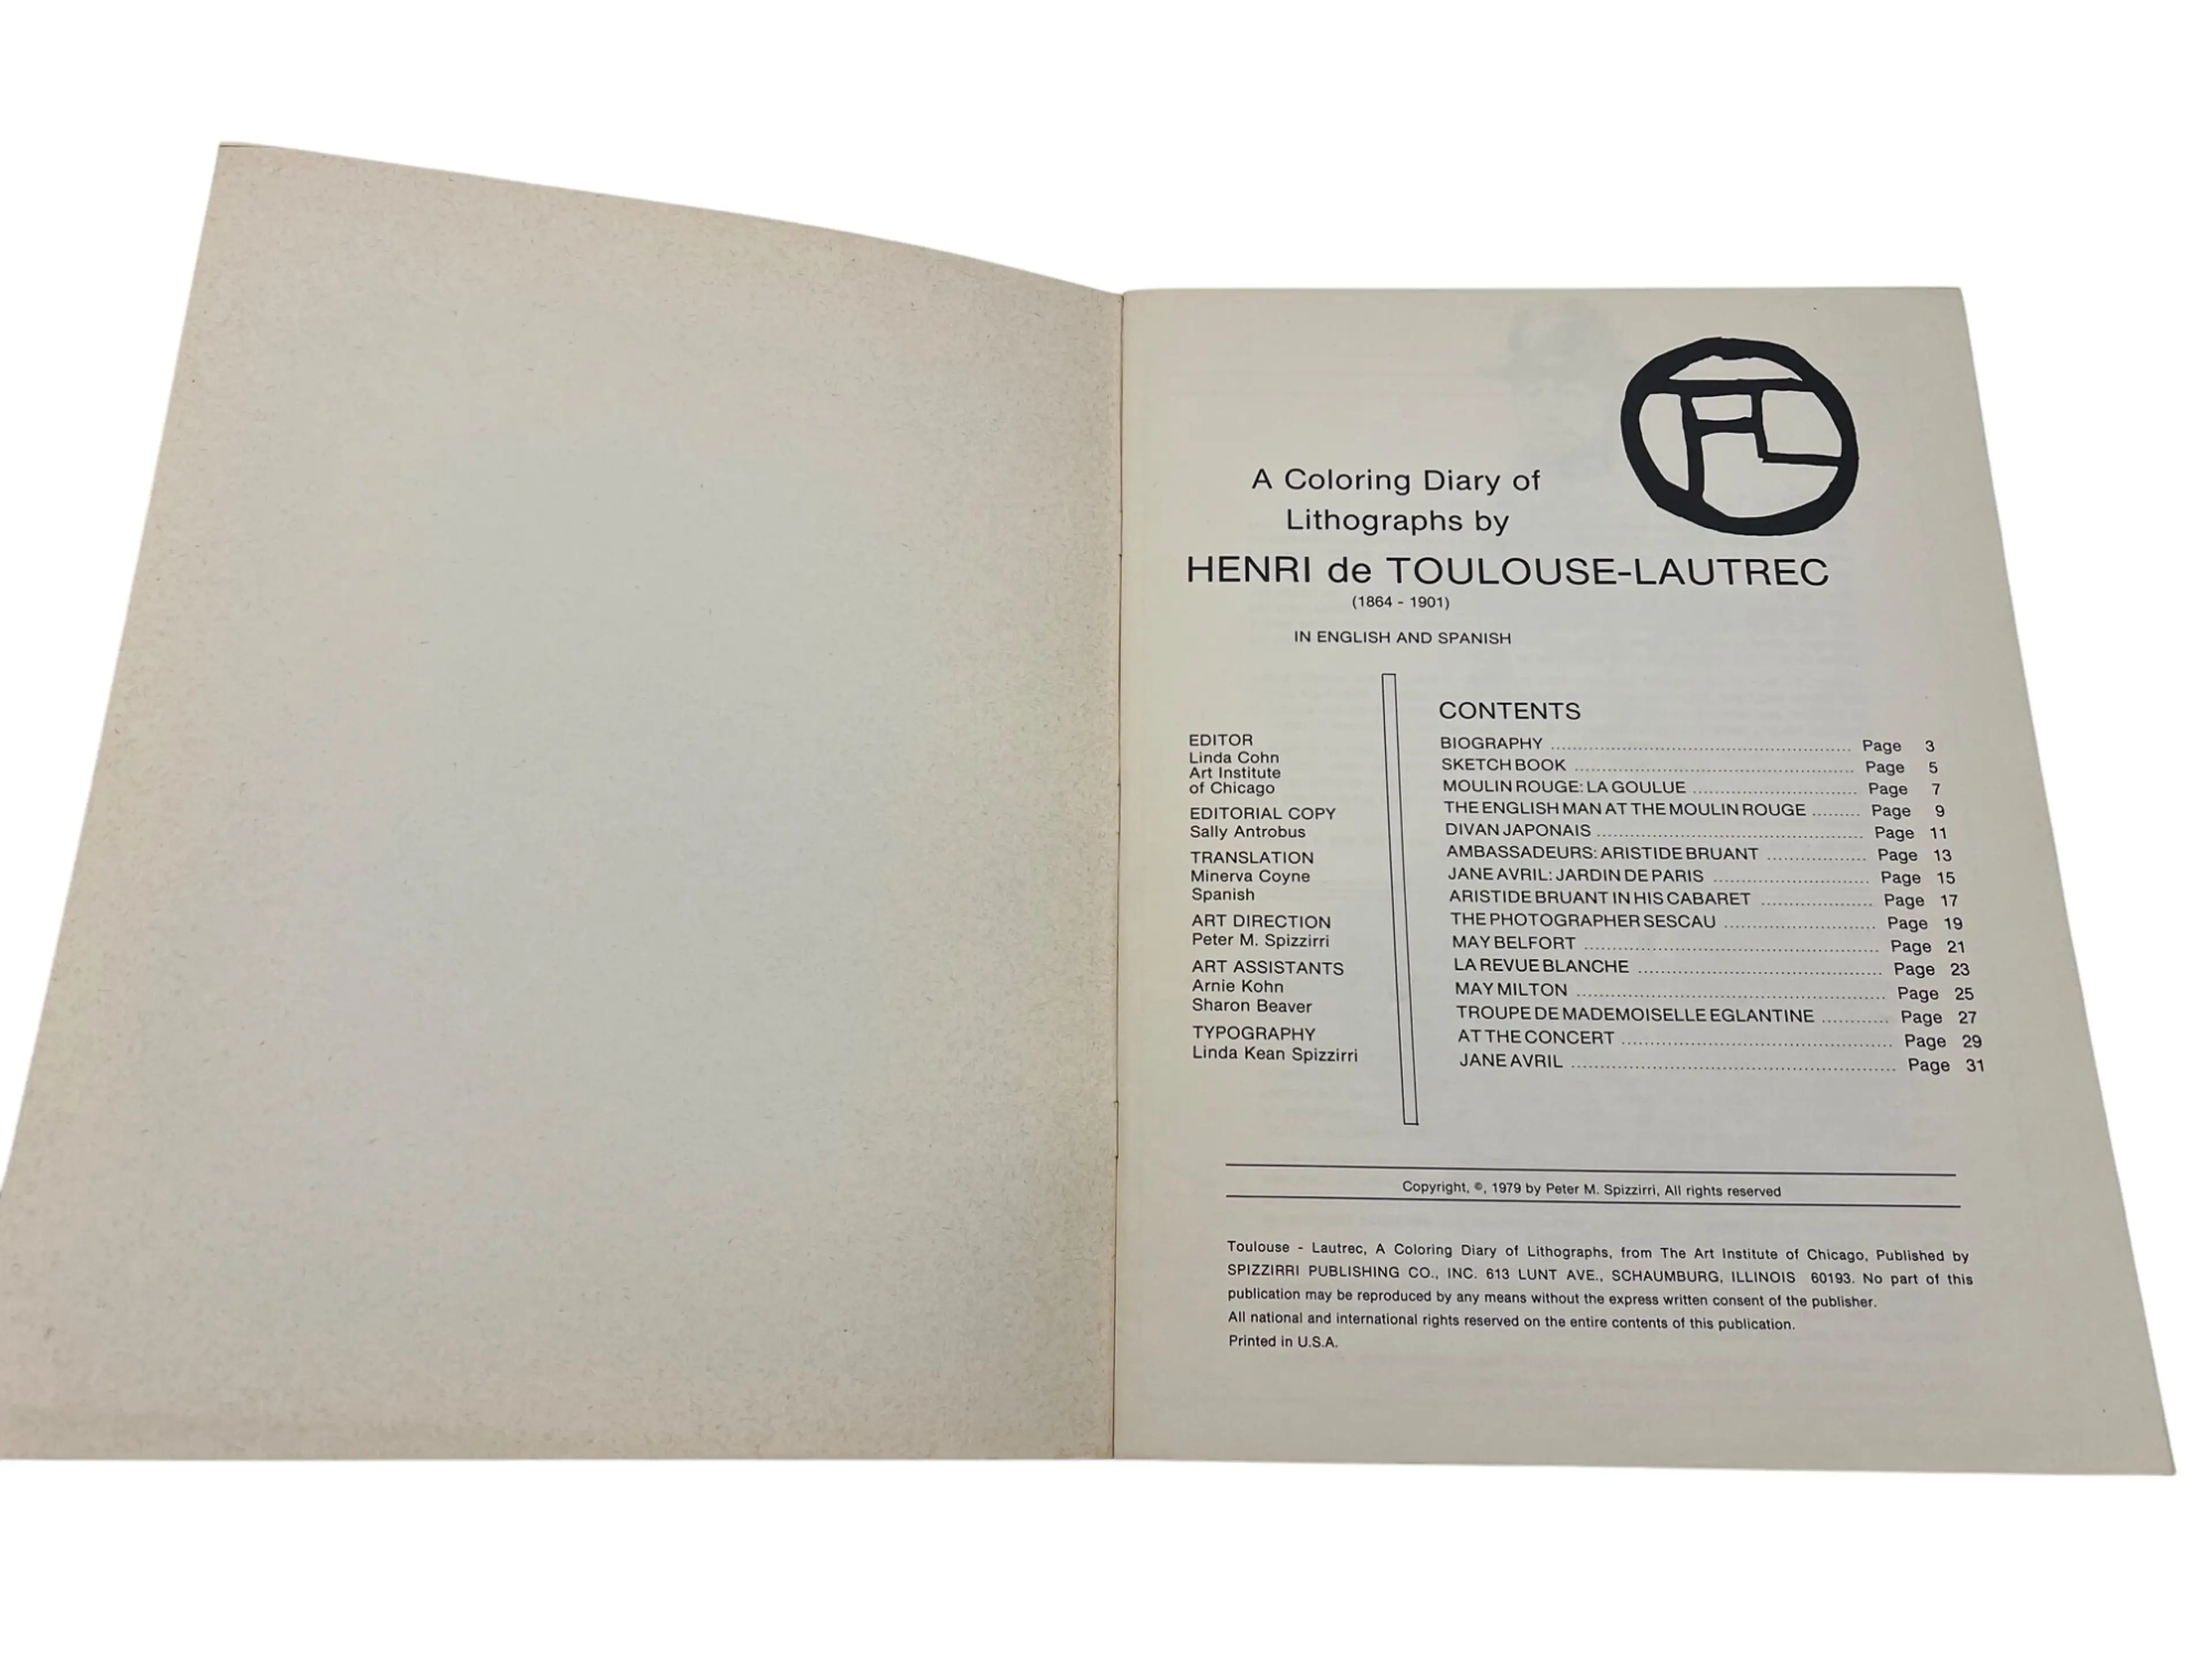 A Coloring Diary of
Lithographs by
HENRI de TOULOUSE-LAUTREC
(1864 - 1901)
IN ENGLISH AND SPANISH
EDITOR
Linda Cohn
Art Institute
of Chicago
EDITORIAL COPY
Sally Antrobus
TRANSLATION
Minerva Coyne
Spanish
ART DIRECTION
Peter M. Spizzirri
ART ASSISTANTS
Arnie Kohn
Sharon Beaver
TYPOGRAPHY
Linda Kean Spizzirri
CONTENTS
BIOGRAPHY ........ Page 3
SKETCH BOOK ........ Page 5
MOULIN ROUGE: LA GOULUE ........ Page 7
THE ENGLISH MAN AT THE MOULIN ROUGE ........ Page 9
DIVAN JAPONAIS ........ Page 11
AMBASSADEURS: ARISTIDE BRUANT ........ Page 13
JANE AVRIL: JARDIN DE PARIS ........ Page 15
ARISTIDE BRUANT IN HIS CABARET ........ Page 17
THE PHOTOGRAPHER SESCAU ........ Page 19
MAY BELFORT ........ Page 21
LA REVUE BLANCHE ........ Page 23
MAY MILTON ........ Page 25
TROUPE DE MADEMOISELLE EGLANTINE ........ Page 27
AT THE CONCERT ........ Page 29
JANE AVRIL ........ Page 31
Copyright, ©, 1979 by Peter M. Spizzirri, All rights reserved
Toulouse - Lautrec, A Coloring Diary of Lithographs, from The Art Institute of Chicago, Published by
SPIZZIRRI PUBLISHING CO., INC. 613 LUNT AVE., SCHAUMBURG, ILLINOIS 60193. No part of this
publication may be reproduced by any means without the express written consent of the publisher.
All national and international rights reserved on the entire contents of this publication.
Printed in U.S.A.